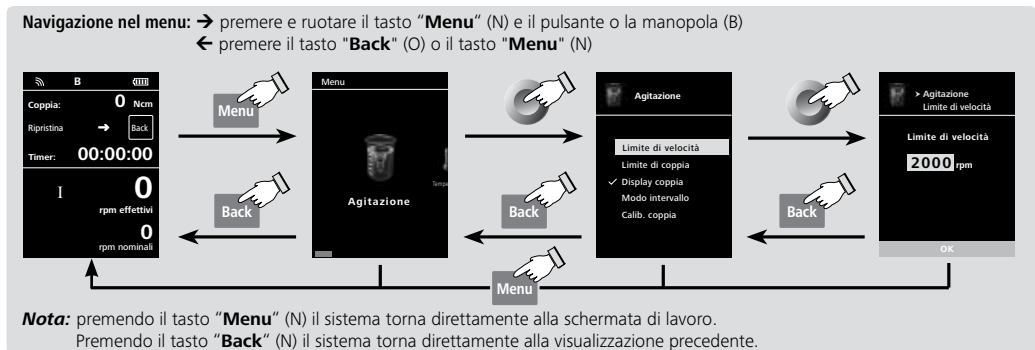 Navigazione nel menu: → premere e ruotare il tasto "Menu" (N) e il pulsante o la manopola (B)
← premere il tasto "Back" (O) o il tasto "Menu" (N)
B
Coppia: 0 Ncm
Ripristina → Back
Timer: 00:00:00
I 0
rpm effettivi
0
rpm nominali
Menu
Back
Menu
Agitazione
Back
Agitazione
Limite di velocità
Limite di coppia
✓ Display coppia
Modo intervallo
Calib. coppia
Back
> Agitazione
Limite di velocità
Limite di velocità
2000 rpm
OK
Menu
Nota: premendo il tasto "Menu" (N) il sistema torna direttamente alla schermata di lavoro.
Premendo il tasto "Back" (N) il sistema torna direttamente alla visualizzazione precedente.